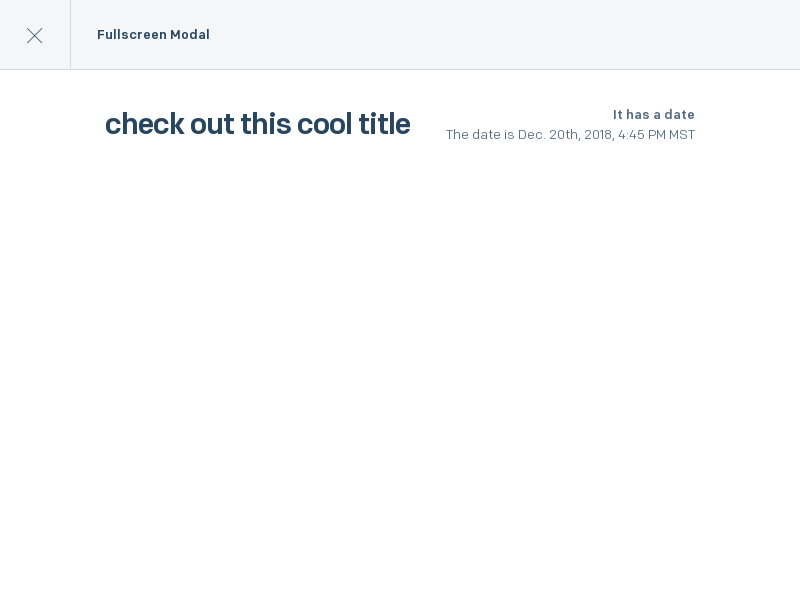 Fullscreen Modal
check out this cool title
It has a date
The date is Dec. 20th, 2018, 4:45 PM MST